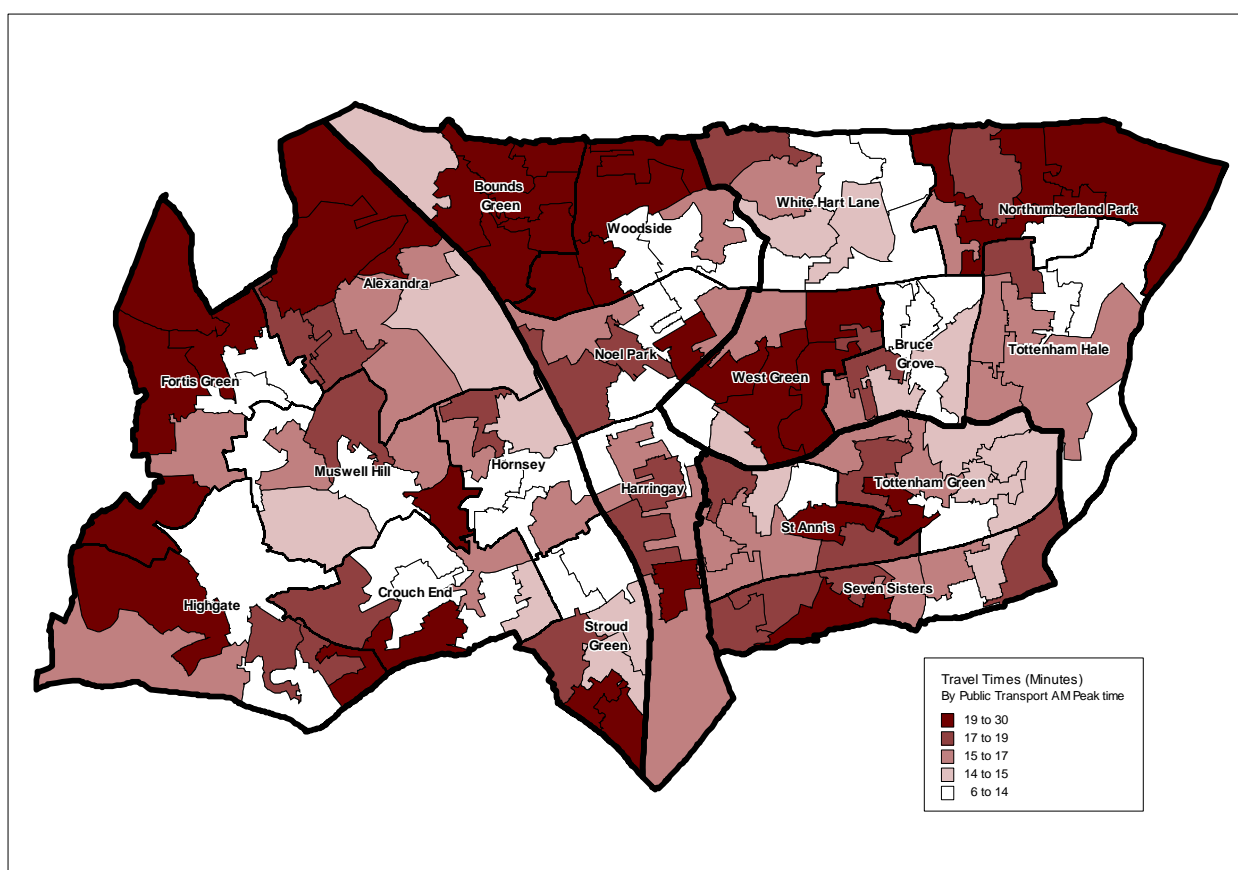 Bounds
Green
Woodside
White Hart Lane
Northumberland Park
Alexandra
Noel Park
Bruce
Grove
Tottenham Hale
Fortis Green
West Green
Muswell Hill
Hornsey
Harringay
Tottenham Green
St Ann's
Highgate
Crouch End
Seven Sisters
Stroud
Green
Travel Times (Minutes)
By Public Transport AM Peak time
19 to 30
17 to 19
15 to 17
14 to 15
6 to 14